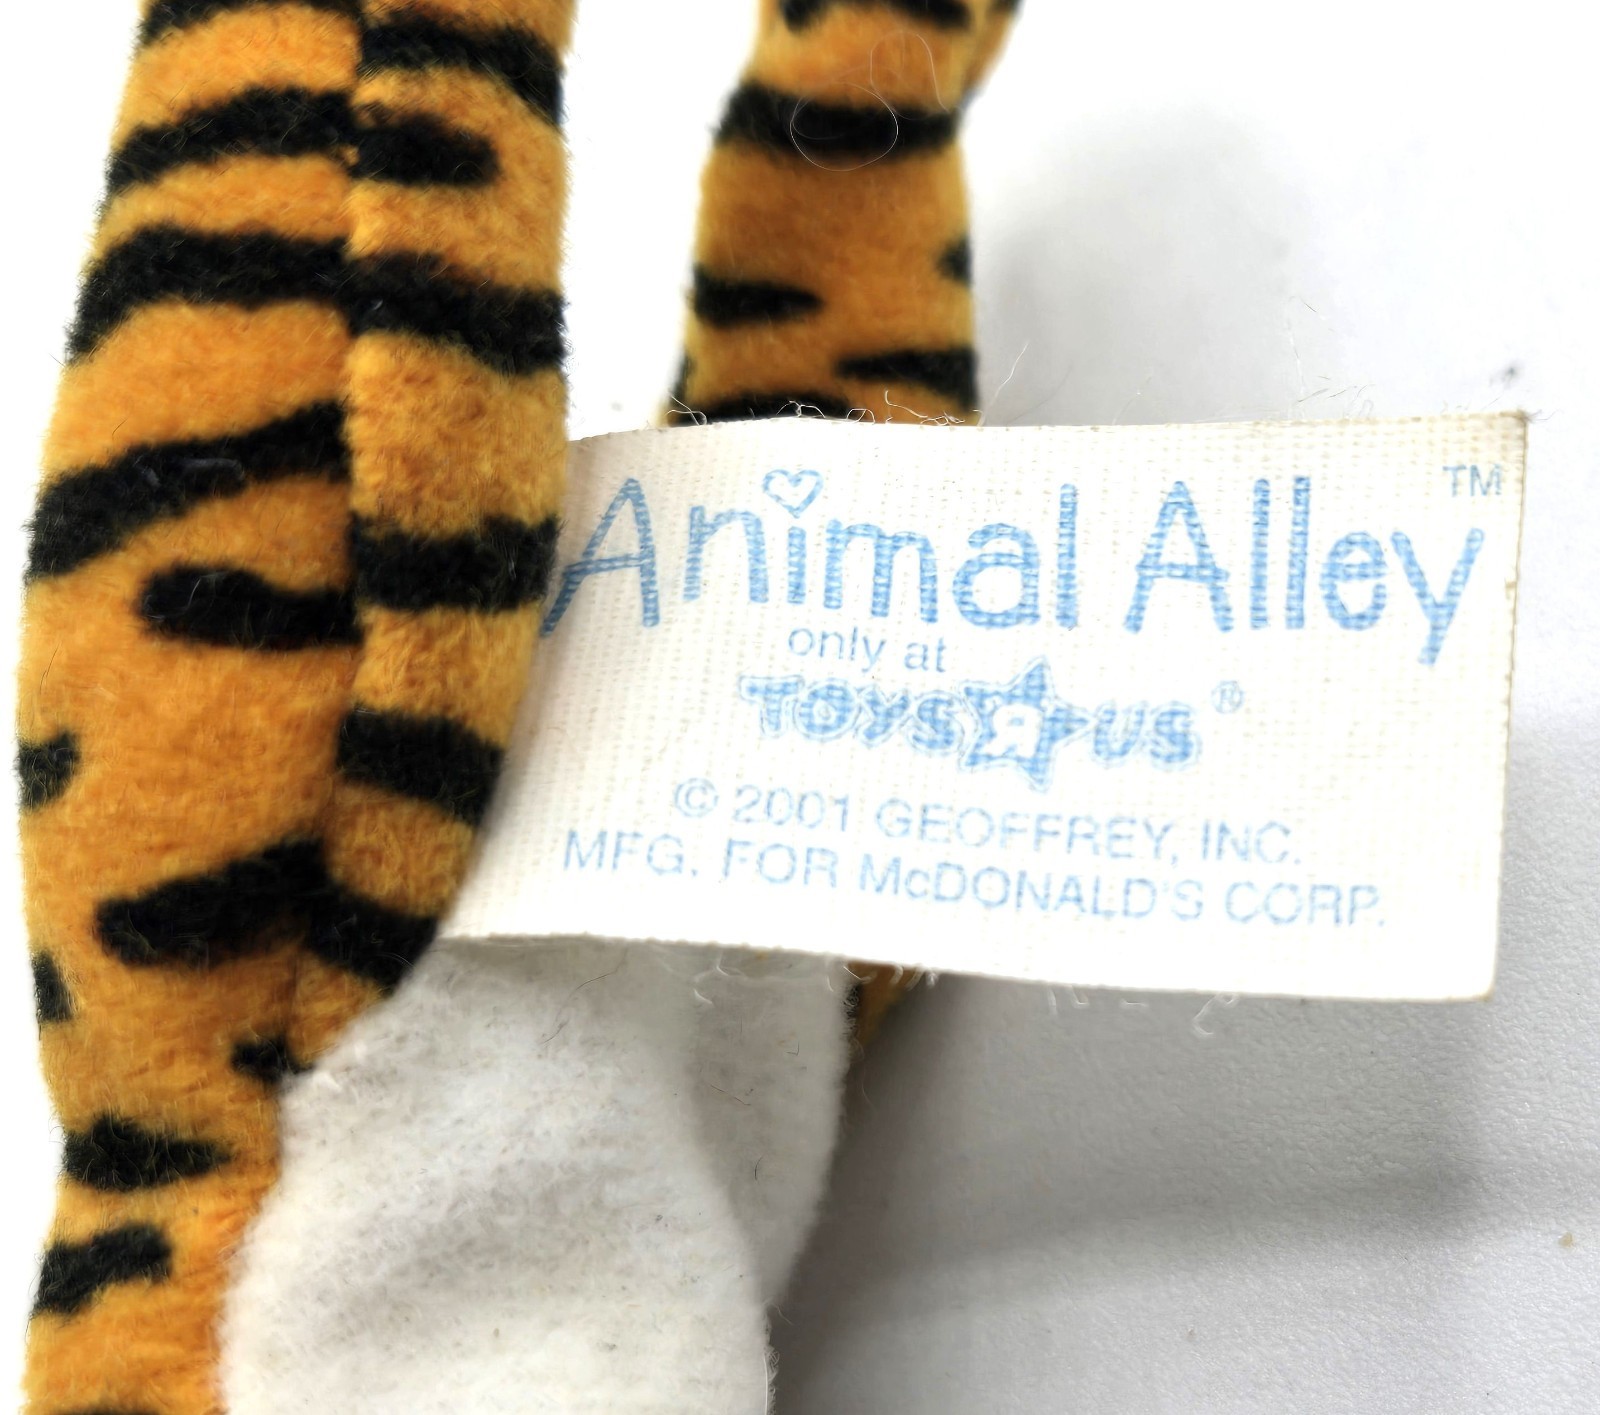 Animal Alley™
only at
TOYS "R" US®
© 2001 GEOFFREY, INC.
MFG. FOR McDONALD'S CORP.